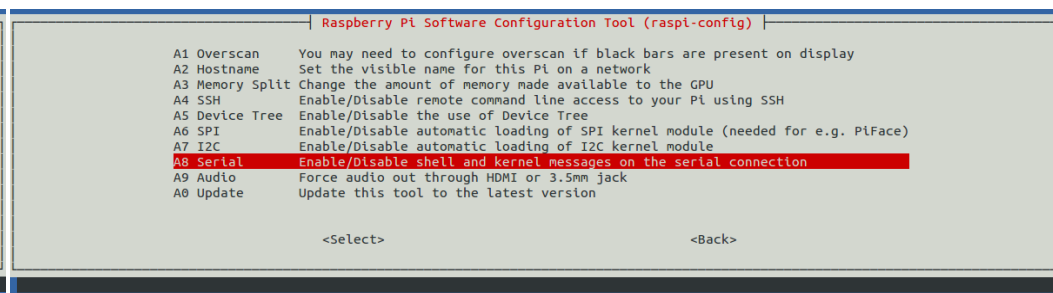 Raspberry Pi Software Configuration Tool (raspi-config)
A1 Overscan You may need to configure overscan if black bars are present on display
A2 Hostname Set the visible name for this Pi on a network
A3 Memory Split Change the amount of memory made available to the GPU
A4 SSH Enable/Disable remote command line access to your Pi using SSH
A5 Device Tree Enable/Disable the use of Device Tree
A6 SPI Enable/Disable automatic loading of SPI kernel module (needed for e.g. PiFace)
A7 I2C Enable/Disable automatic loading of I2C kernel module
A8 Serial Enable/Disable shell and kernel messages on the serial connection
A9 Audio Force audio out through HDMI or 3.5mm jack
A0 Update Update this tool to the latest version
<Select> <Back>